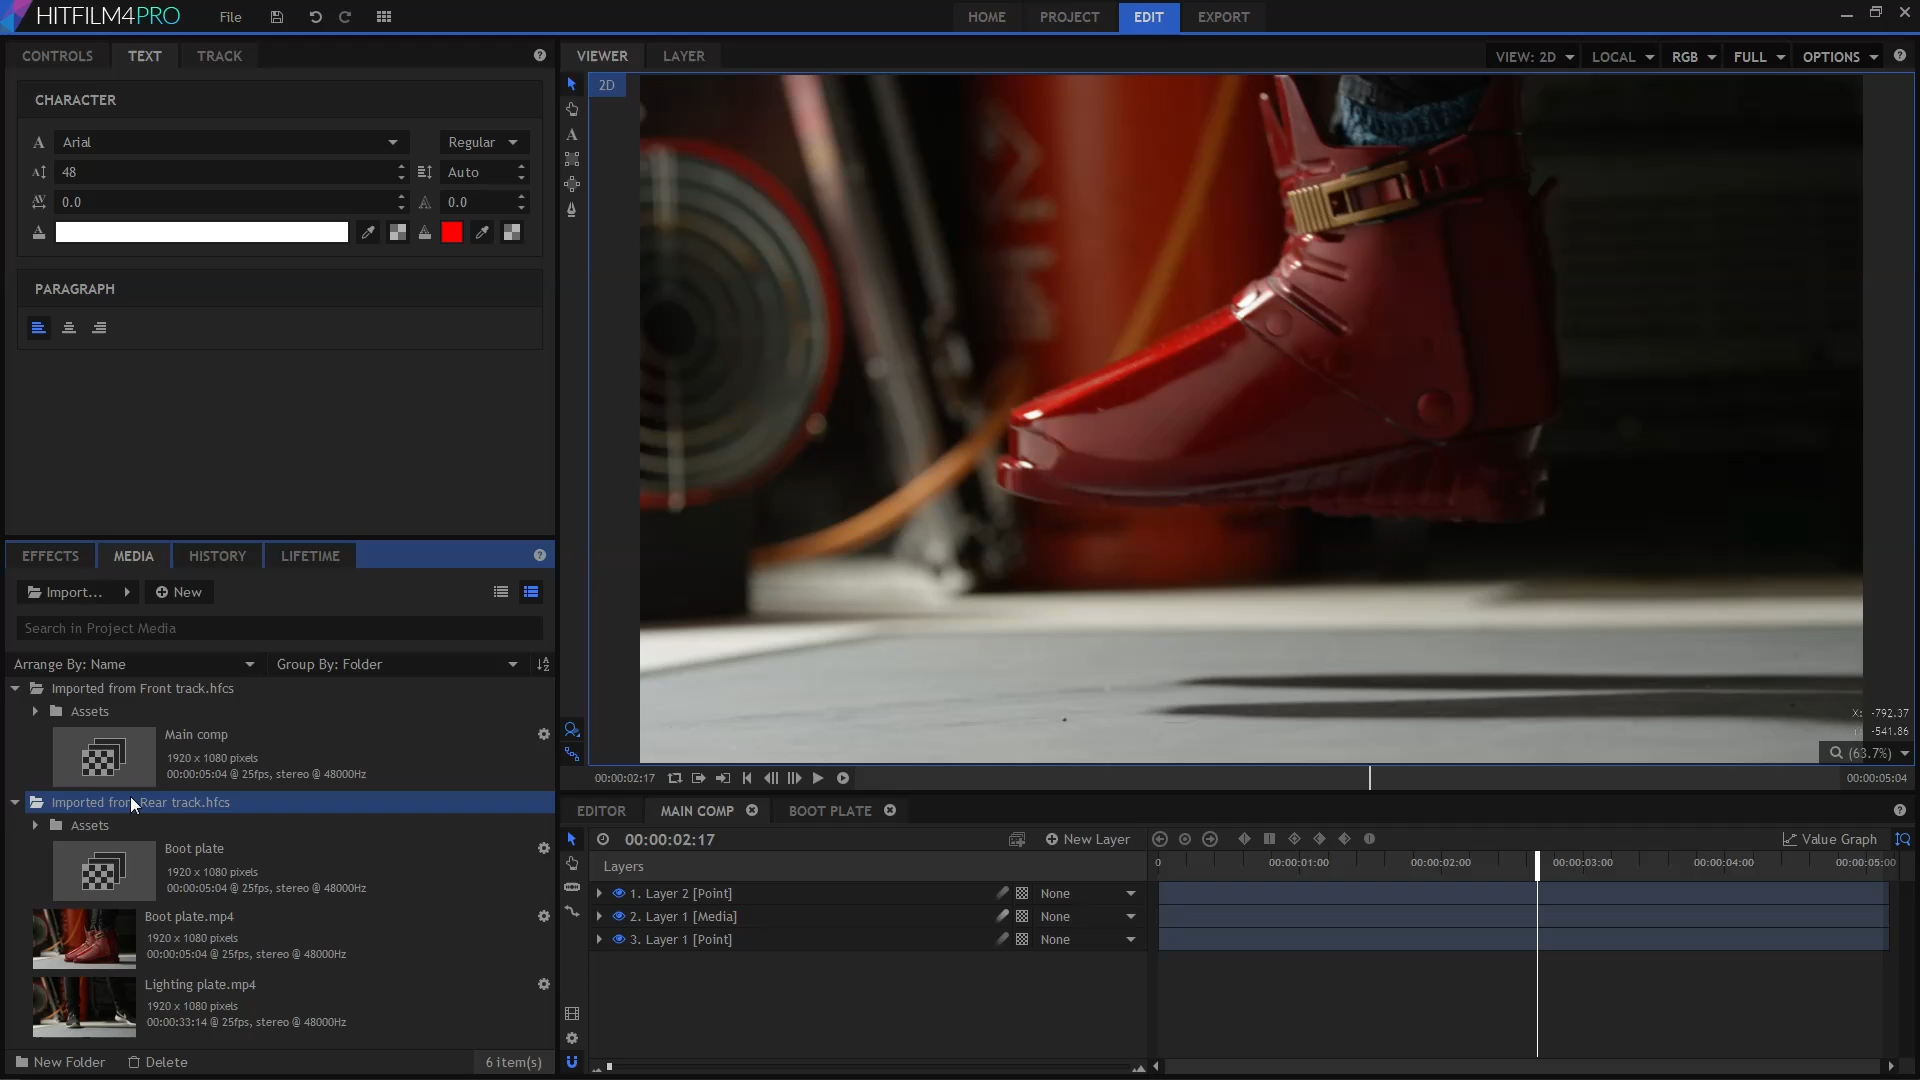 HITFILM4PRO File HOME PROJECT EDIT EXPORT
CONTROLS TEXT TRACK
CHARACTER
Arial Regular
48 Auto
0.0 0.0
PARAGRAPH
VIEWER LAYER VIEW: 2D LOCAL RGB FULL OPTIONS
2D
X: -792.37
Y: -541.86
(63.7%)
00:00:02:17 00:00:05:04
EFFECTS MEDIA HISTORY LIFETIME
Import... New
Search in Project Media
Arrange By: Name Group By: Folder
Imported from Front track.hfcs
Assets
Main comp
1920 x 1080 pixels
00:00:05:04 @ 25fps, stereo @ 48000Hz
Imported from Rear track.hfcs
Assets
Boot plate
1920 x 1080 pixels
00:00:05:04 @ 25fps, stereo @ 48000Hz
Boot plate.mp4
1920 x 1080 pixels
00:00:05:04 @ 25fps, stereo @ 48000Hz
Lighting plate.mp4
1920 x 1080 pixels
00:00:33:14 @ 25fps, stereo @ 48000Hz
New Folder Delete 6 item(s)
EDITOR MAIN COMP BOOT PLATE
00:00:02:17 New Layer Value Graph
Layers 0 00:00:01:00 00:00:02:00 00:00:03:00 00:00:04:00 00:00:05:00
1. Layer 2 [Point] None
2. Layer 1 [Media] None
3. Layer 1 [Point] None